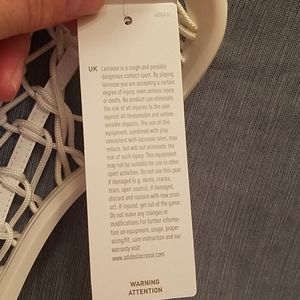 UK Lacrosse is a rough and possibly
dangerous contact sport. By playing
lacrosse you are accepting a certain
degree of injury, even serious injury
or death. No product can eliminate
the risk of all injuries to the user
against all foreseeable and unfore-
seeable impacts. The use of this
equipment, combined with play
consistent with lacrosse rules, may
reduce, but will not eliminate, the
risk of such injury. This equipment
may not be suitable for use in other
sport activities. Do not use this gear
if damaged (e.g. dents, cracks,
tears, open seams). If damaged,
discard and replace with new prod-
uct. If injured, get out of the game.
Do not make any changes or
modifications.For further informa-
tion on equipment, usage, proper
sizing/fit, care instruction and our
warranty visit
www.adidaslacrosse.com
WARNING
ATTENTION